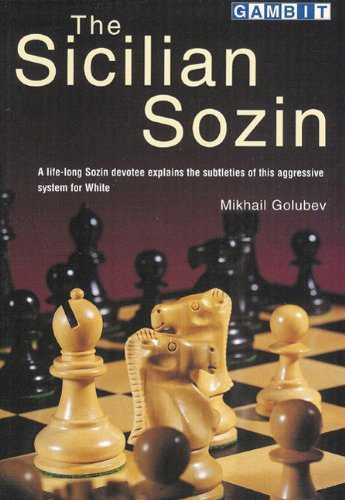 GAMBIT
The
Sicilian
Sozin
A life-long Sozin devotee explains the subtleties of this aggressive
system for White
Mikhail Golubev